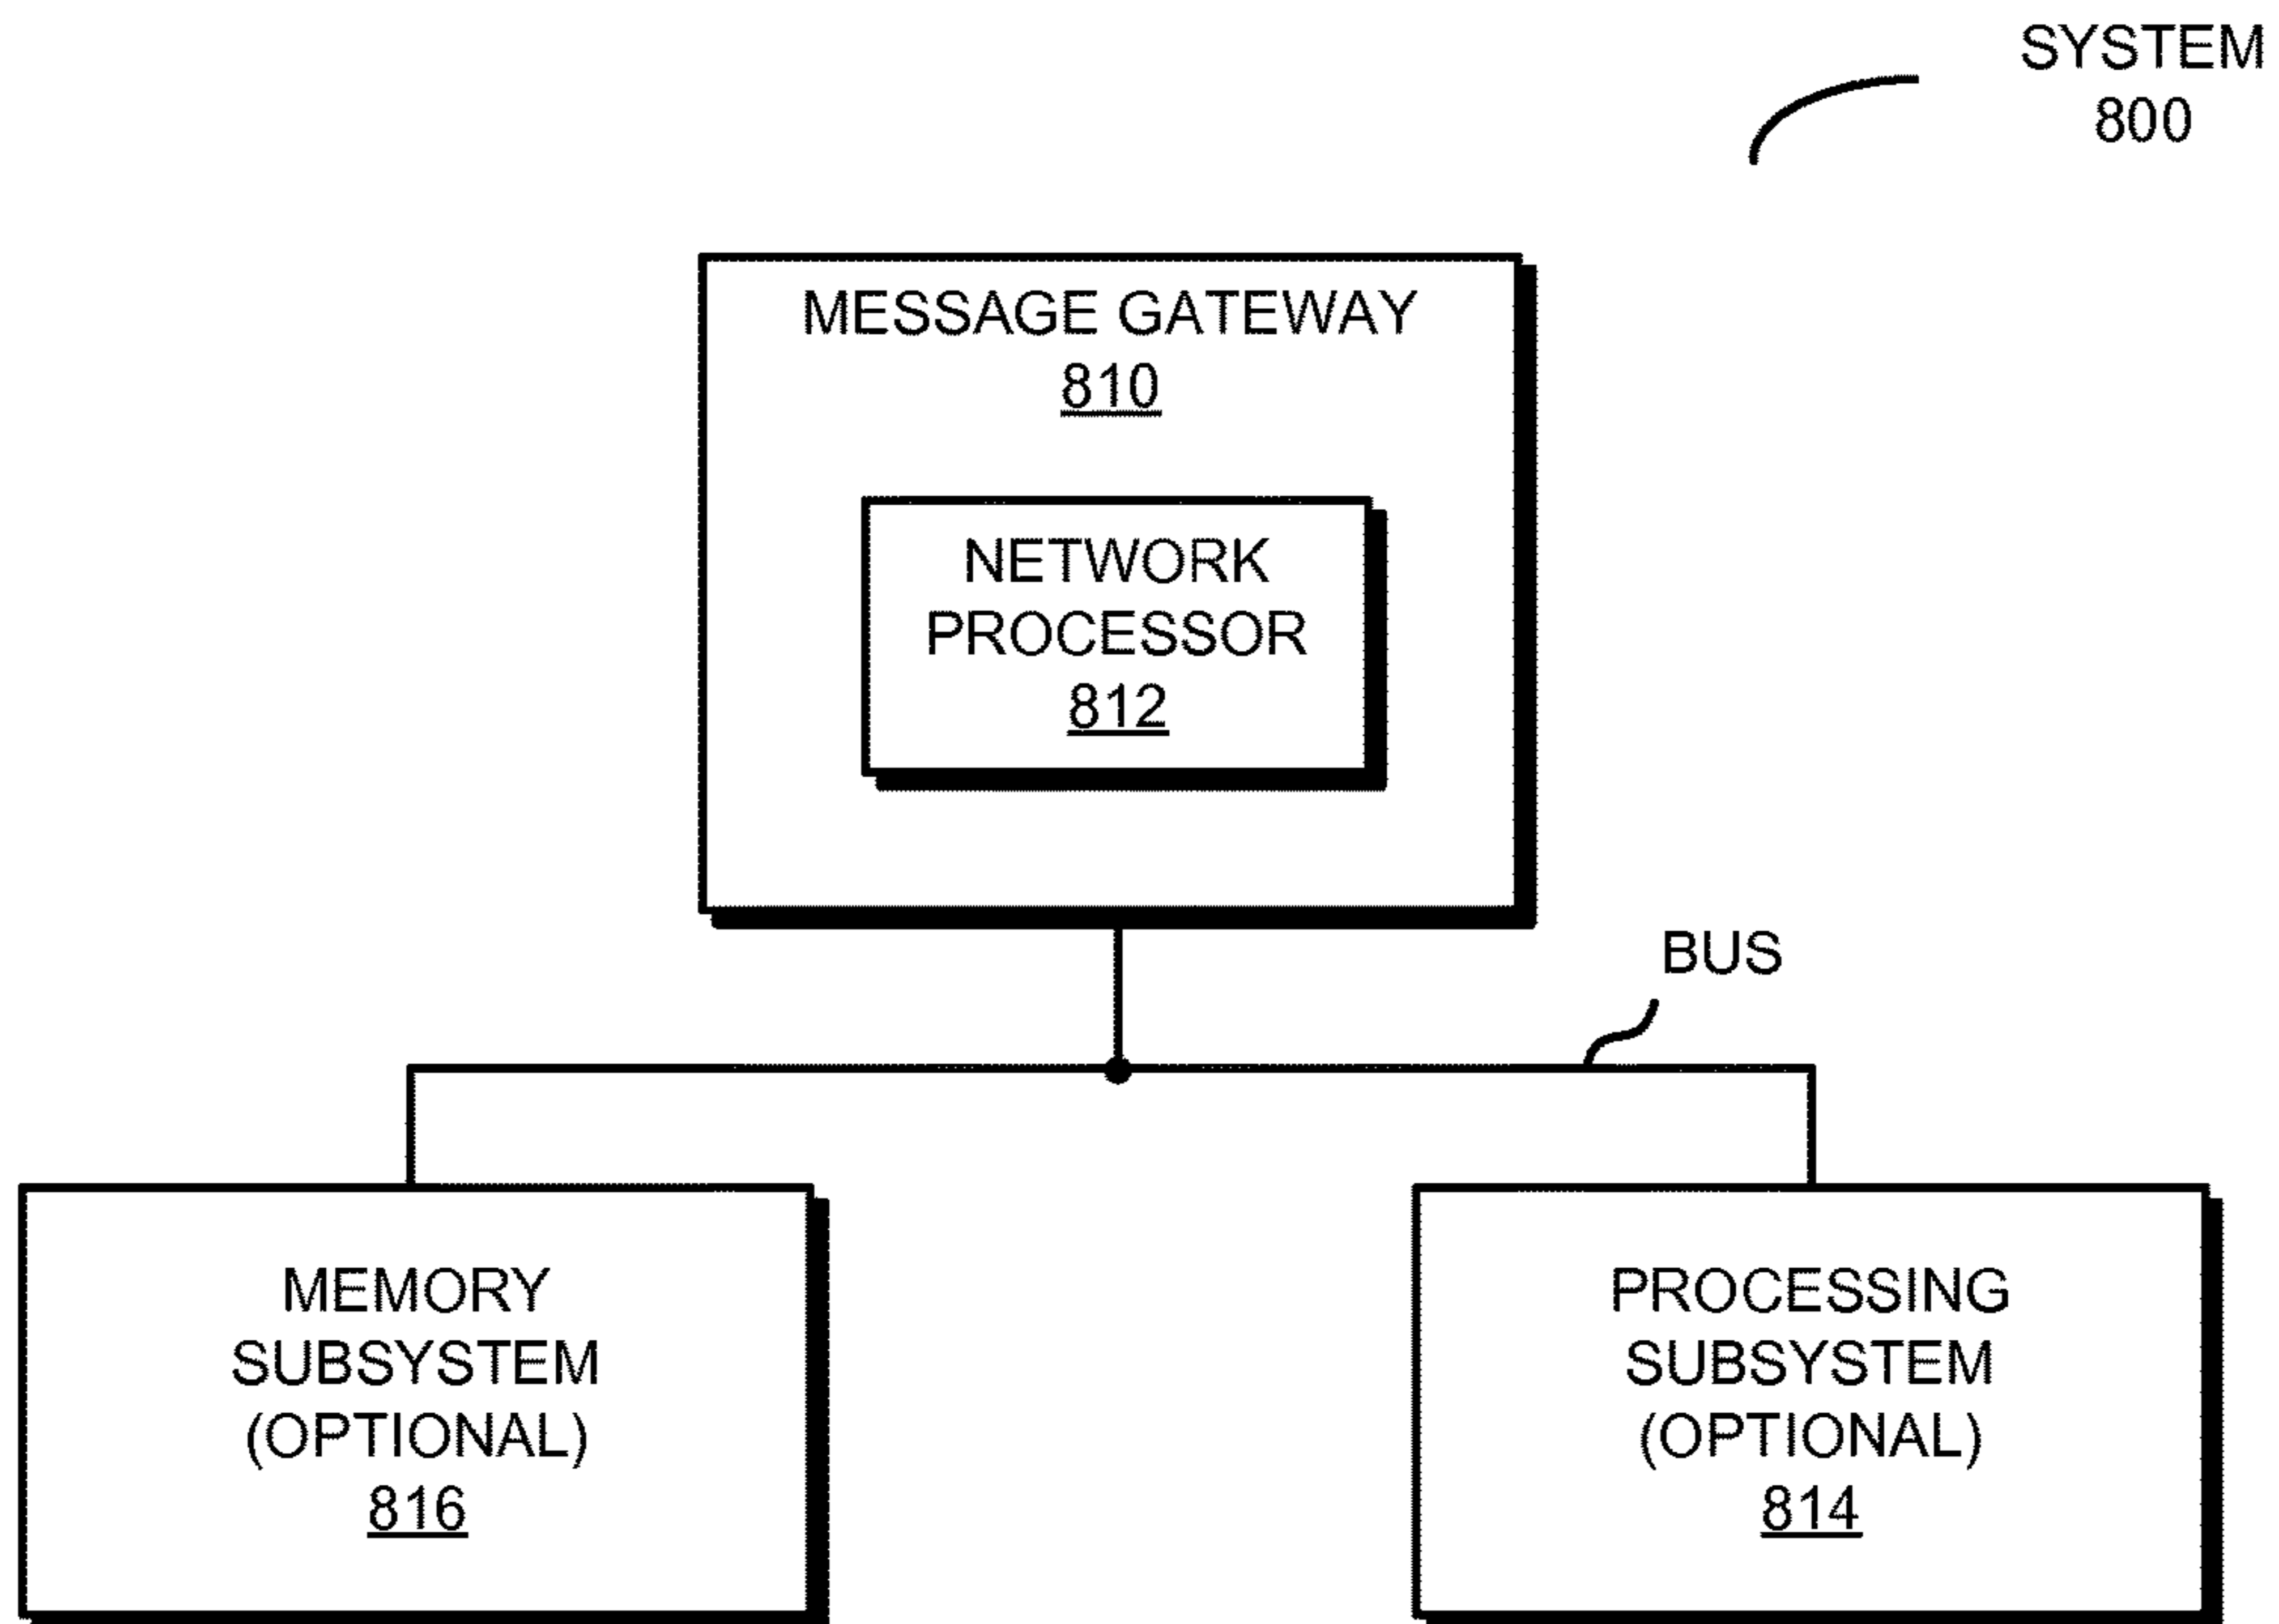 SYSTEM
800
MESSAGE GATEWAY
810
NETWORK
PROCESSOR
812
BUS
MEMORY
SUBSYSTEM
(OPTIONAL)
816
PROCESSING
SUBSYSTEM
(OPTIONAL)
814